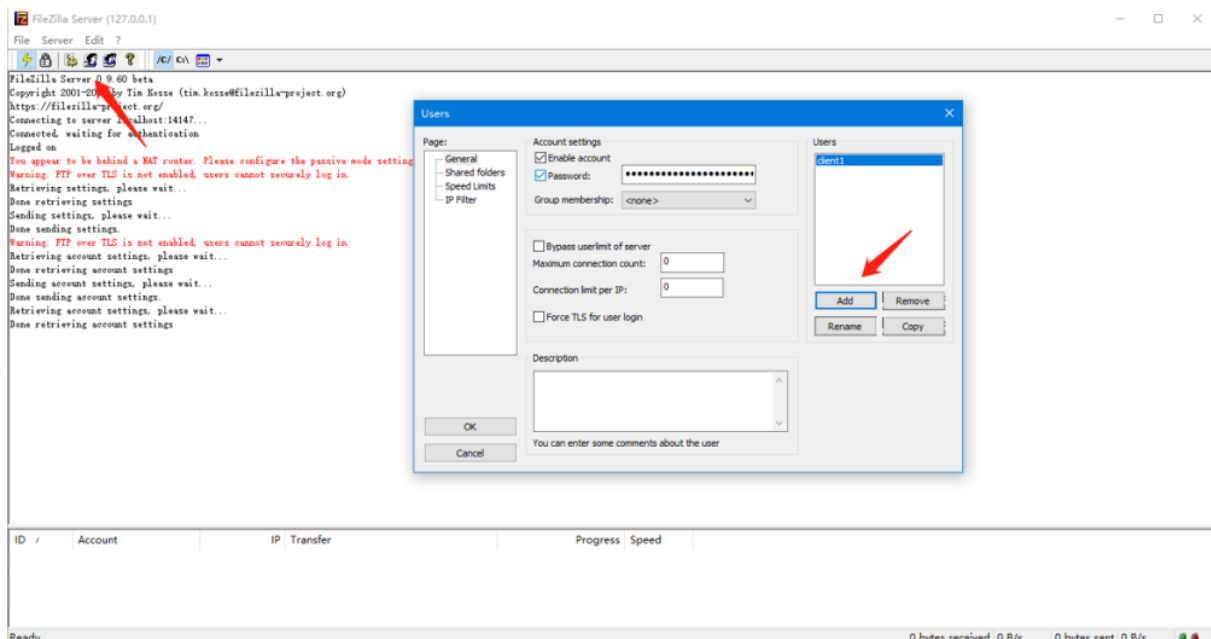 FileZilla Server (127.0.0.1)
File Server Edit ?
/C/ C:\
FileZilla Server 0.9.60 beta
Copyright 2001-20 by Tim Kosse (tim.kosse@filezilla-project.org)
https://filezilla-project.org/
Connecting to server localhost:14147...
Connected, waiting for authentication
Logged on
You appear to be behind a NAT router. Please configure the passive mode setting
Warning: FTP over TLS is not enabled, users cannot securely log in.
Retrieving settings, please wait...
Done retrieving settings
Sending settings, please wait...
Done sending settings.
Warning: FTP over TLS is not enabled, users cannot securely log in.
Retrieving account settings, please wait...
Done retrieving account settings
Sending account settings, please wait...
Done sending account settings.
Retrieving account settings, please wait...
Done retrieving account settings
Users
Page:
General
Shared folders
Speed Limits
IP Filter
OK
Cancel
Account settings
Enable account
Password:
Group membership: <none>
Bypass userlimit of server
Maximum connection count: 0
Connection limit per IP: 0
Force TLS for user login
Description
You can enter some comments about the user
Users
client1
Add Remove
Rename Copy
ID / Account IP Transfer Progress Speed
Ready
0 bytes received 0 B/s 0 bytes sent 0 B/s